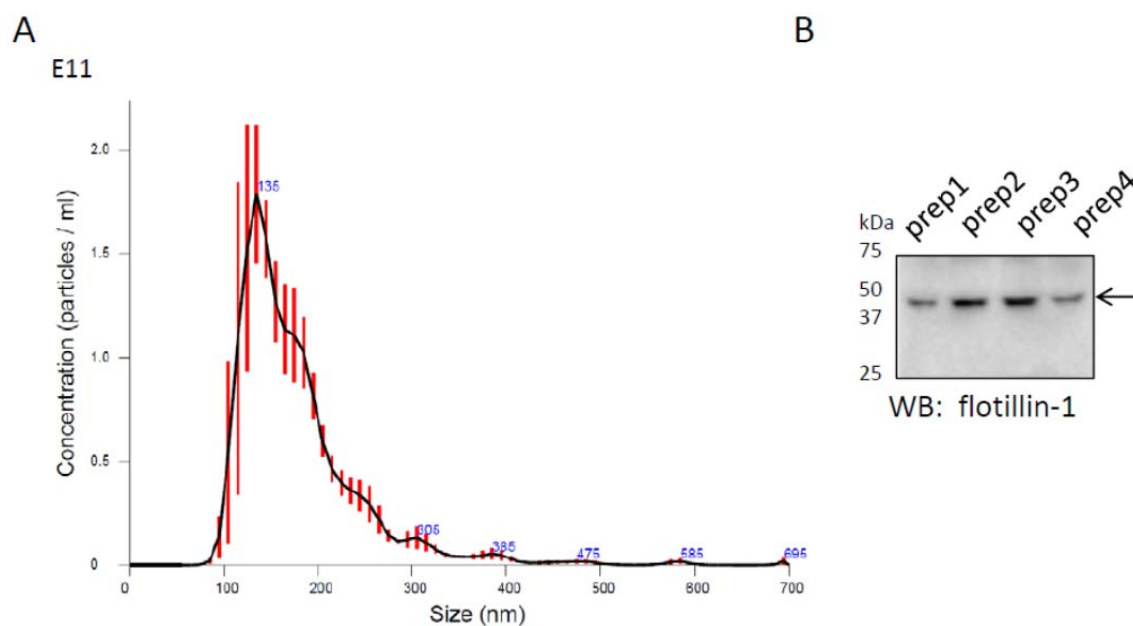 A
E11
Concentration (particles / ml)
2.0
1.5
1.0
0.5
0
135
305
385
475
585
695
0 100 200 300 400 500 600 700
Size (nm)
B
prep1 prep2 prep3 prep4
kDa
75
50
37
25
WB: flotillin-1